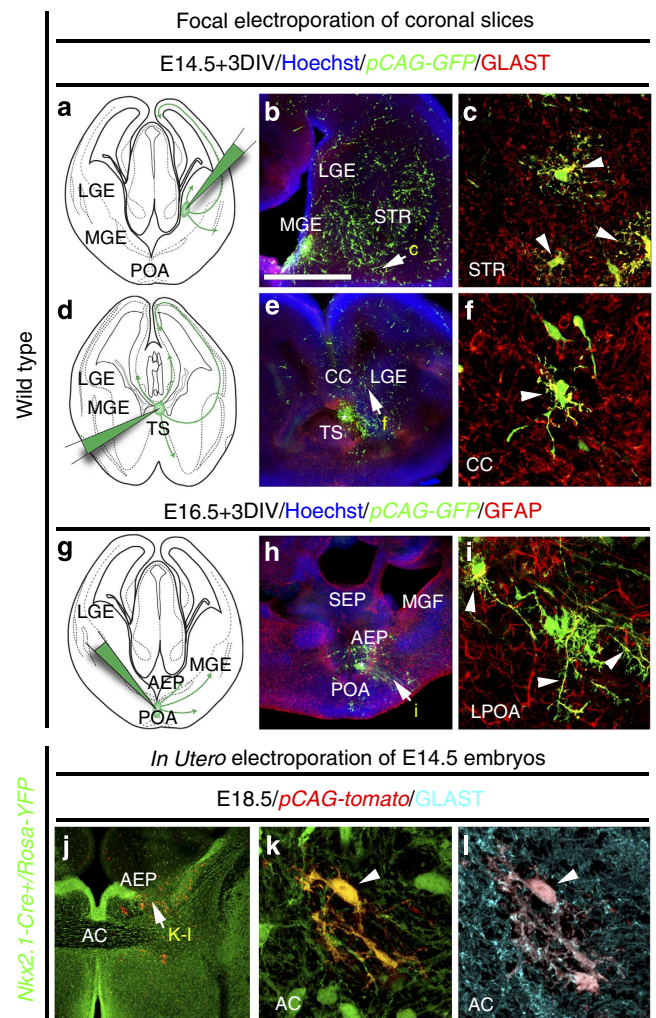 Focal electroporation of coronal slices
E14.5+3DIV/Hoechst/pCAG-GFP/GLAST
Wild type
a
LGE
MGE
POA
b
LGE
MGE
STR
c
c
STR
d
LGE
MGE
TS
e
CC
LGE
TS
f
f
CC
E16.5+3DIV/Hoechst/pCAG-GFP/GFAP
g
LGE
MGE
AEP
POA
h
SEP
MGF
AEP
POA
i
i
LPOA
In Utero electroporation of E14.5 embryos
E18.5/pCAG-tomato/GLAST
Nkx2.1-Cre+/Rosa-YFP
j
AEP
AC
K-l
k
AC
l
AC